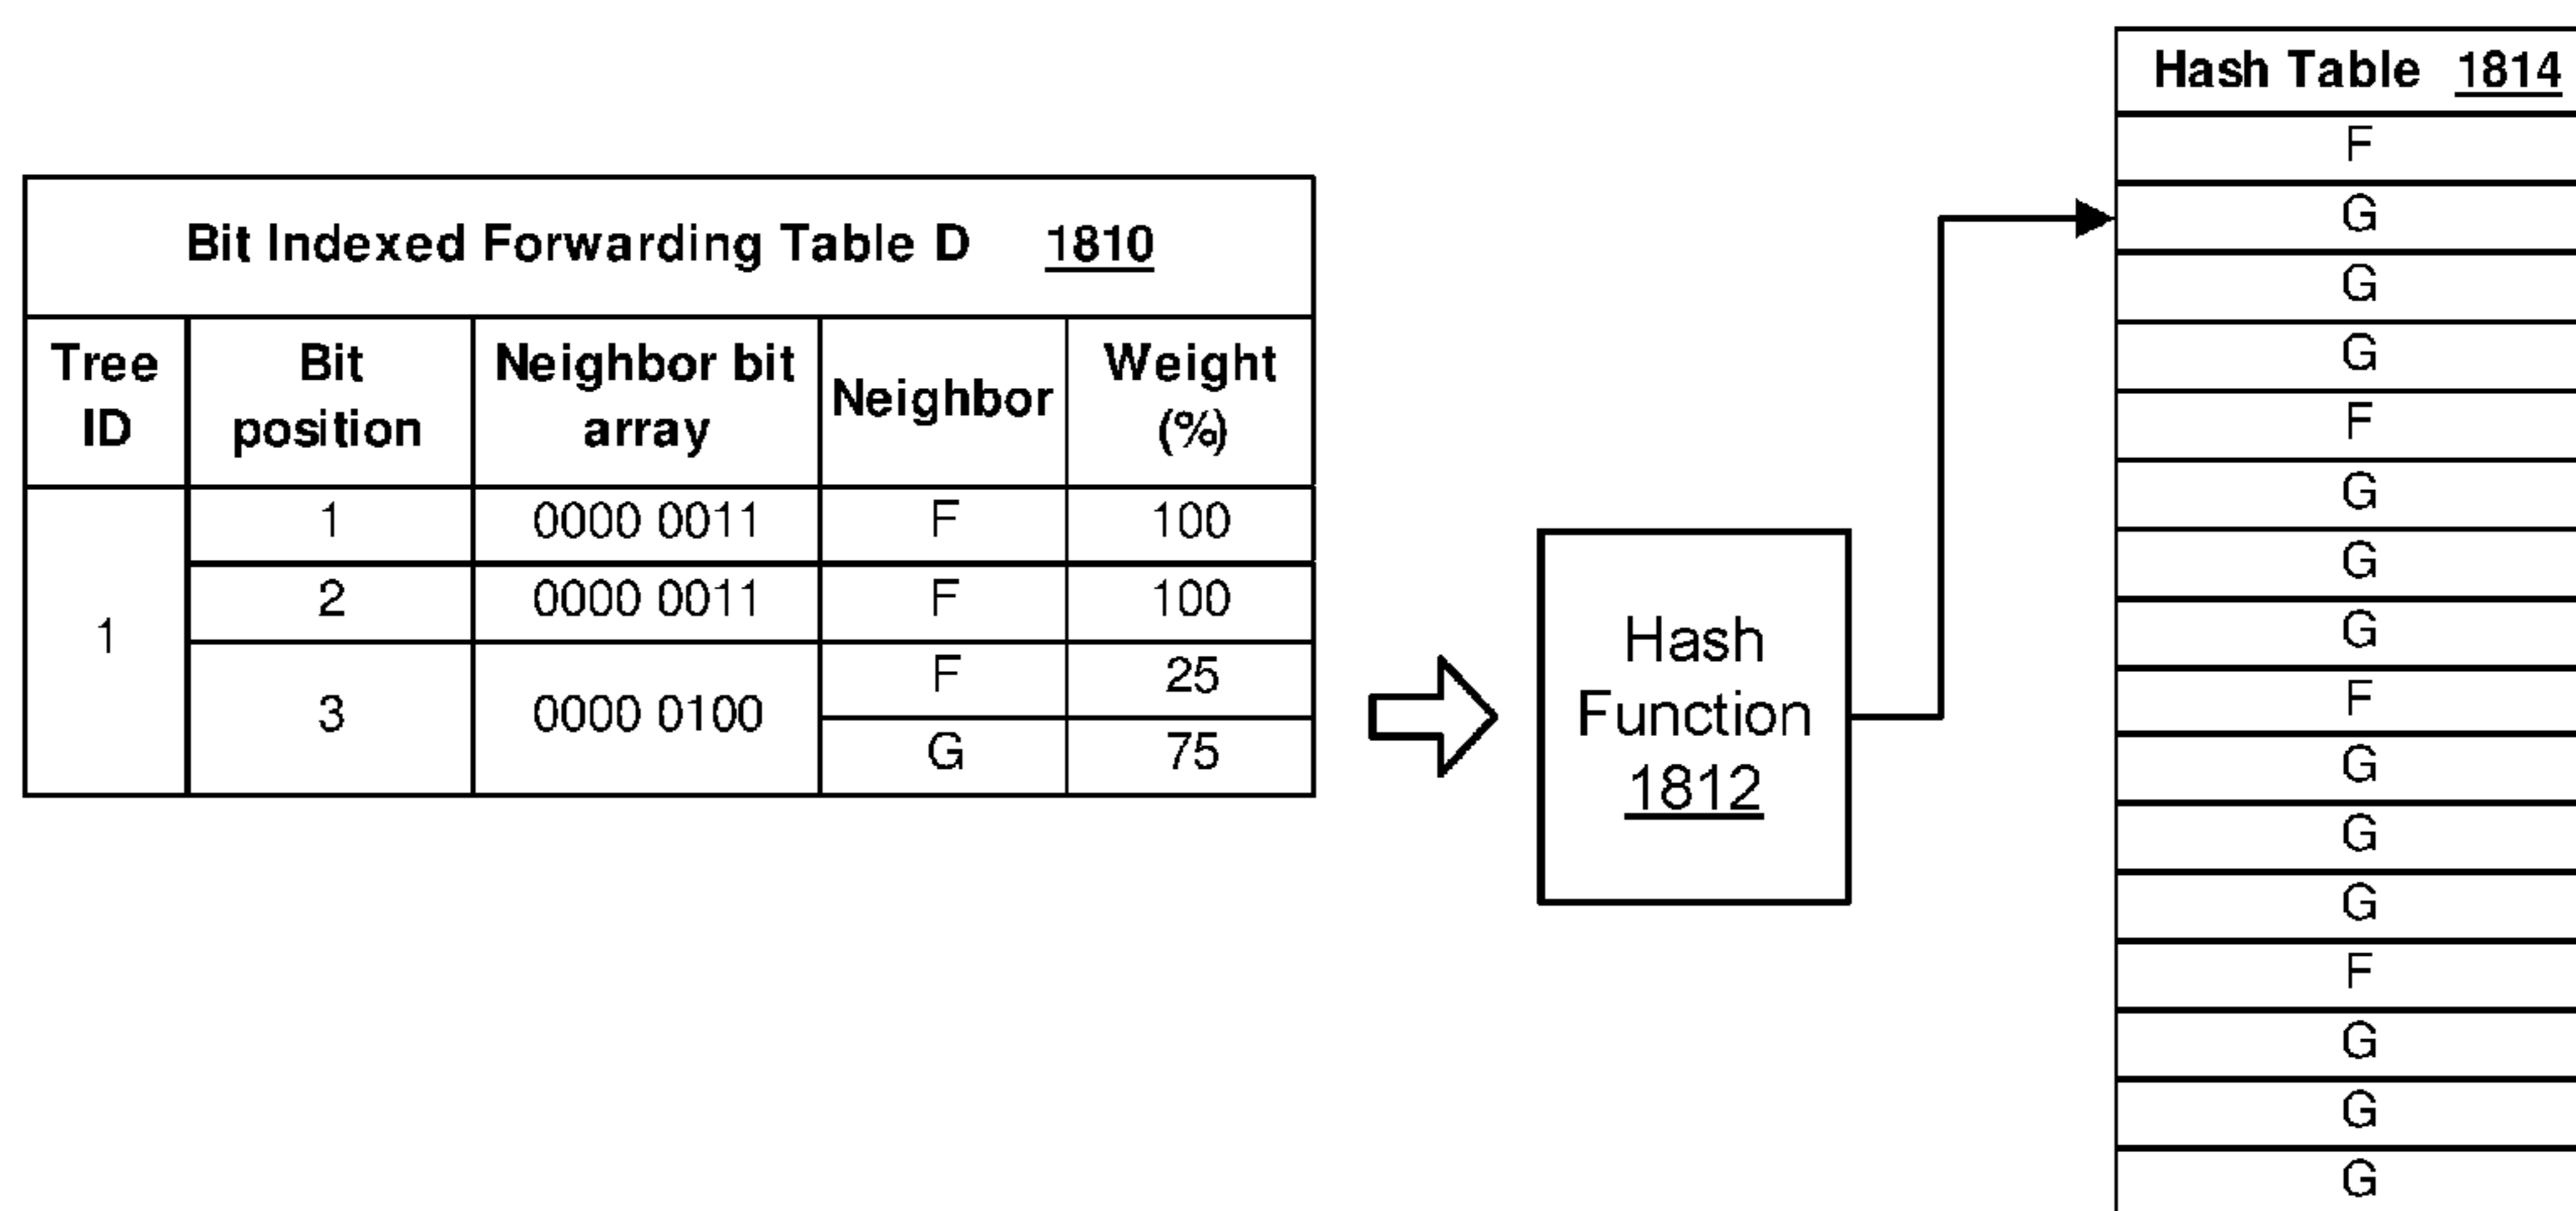 Bit Indexed Forwarding Table D 1810
Tree ID Bit position Neighbor bit array Neighbor Weight (%)
1 1 0000 0011 F 100
2 0000 0011 F 100
3 0000 0100 F 25
G 75
Hash
Function
1812
Hash Table 1814
F
G
G
G
F
G
G
G
F
G
G
G
F
G
G
G